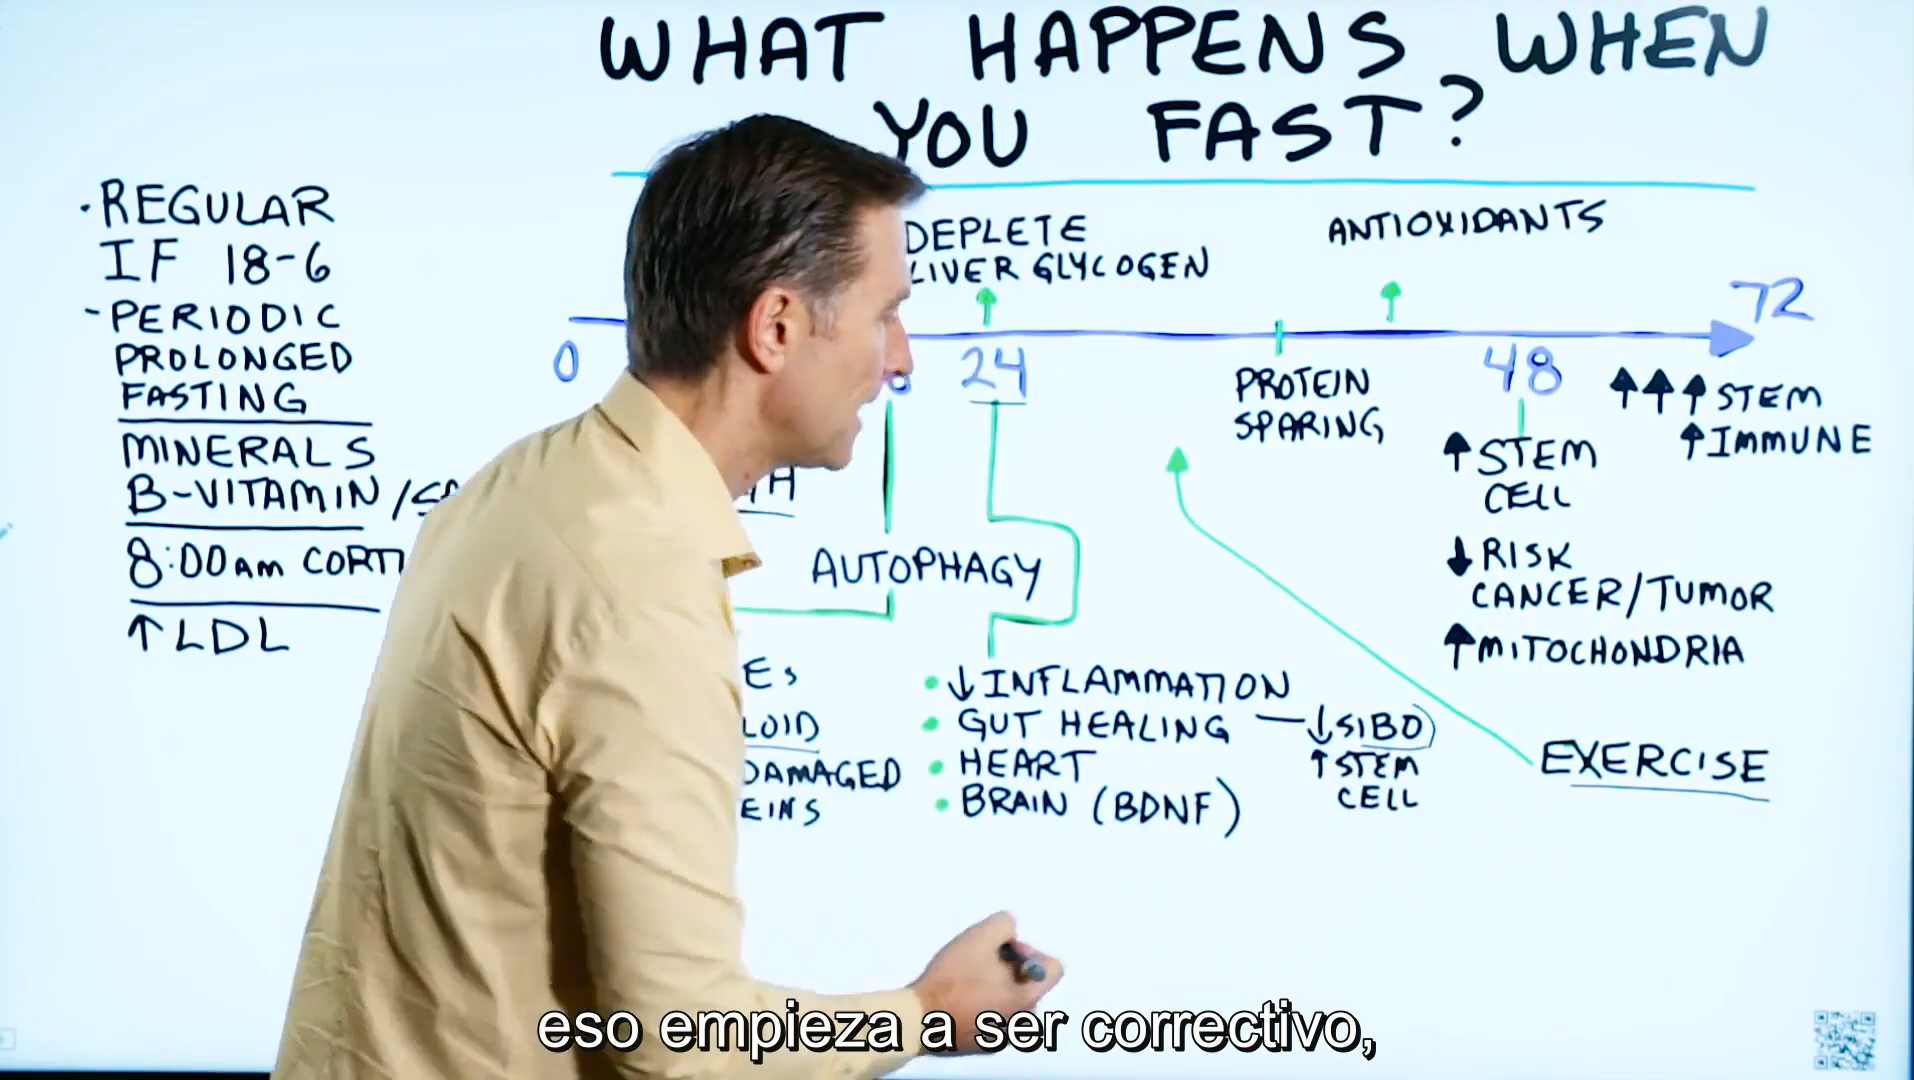 WHAT HAPPENS WHEN
YOU FAST?
• REGULAR
IF 18-6
- PERIODIC
PROLONGED
FASTING
MINERALS
B-VITAMIN /
8:00am
↑ LDL
DEPLETE
LIVER GLYCOGEN
ANTIOXIDANTS
0
24
48
72
PROTEIN
SPARING
↑↑↑ STEM
↑ IMMUNE
↑ STEM
CELL
↓ RISK
CANCER/TUMOR
↑ MITOCHONDRIA
AUTOPHAGY
DAMAGED
• ↓ INFLAMMATION
• GUT HEALING — ↓ SIBO
• HEART
• BRAIN (BDNF)
↑ STEM
CELL
EXERCISE
eso empieza a ser correctivo,